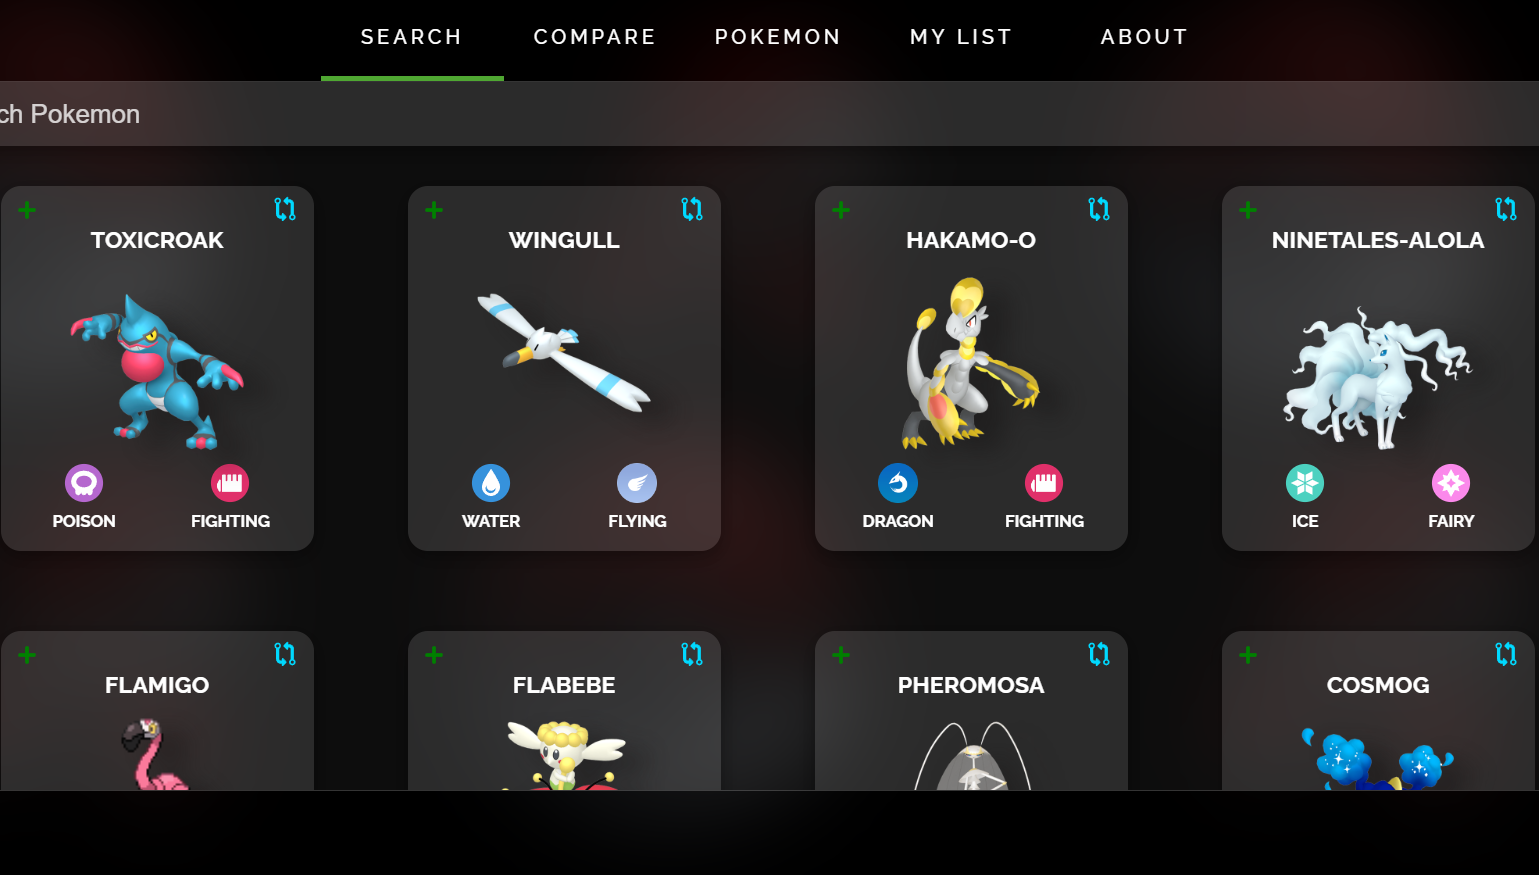 SEARCH COMPARE POKEMON MY LIST ABOUT
ch Pokemon
TOXICROAK
POISON FIGHTING
WINGULL
WATER FLYING
HAKAMO-O
DRAGON FIGHTING
NINETALES-ALOLA
ICE FAIRY
FLAMIGO
FLABEBE
PHEROMOSA
COSMOG